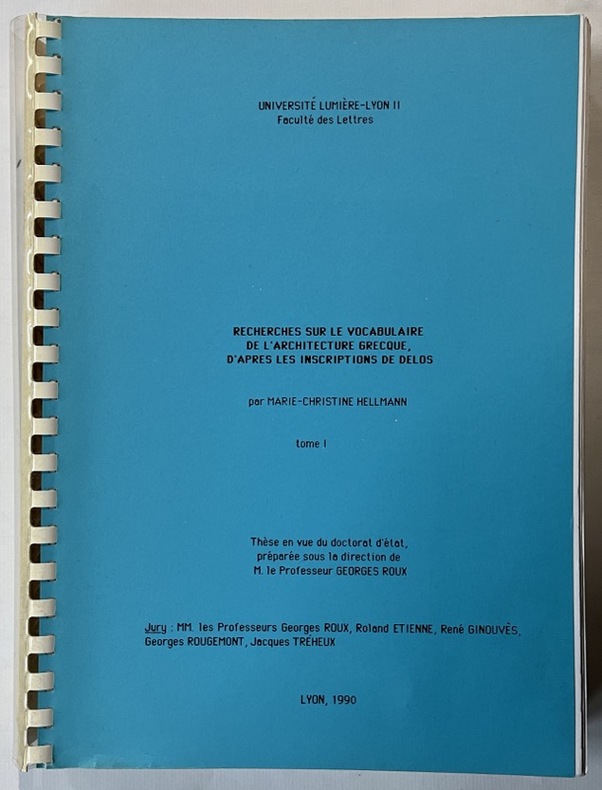 UNIVERSITÉ LUMIÈRE-LYON II
Faculté des Lettres
RECHERCHES SUR LE VOCABULAIRE
DE L'ARCHITECTURE GRECQUE,
D'APRES LES INSCRIPTIONS DE DELOS
par MARIE-CHRISTINE HELLMANN
tome I
Thèse en vue du doctorat d'état,
préparée sous la direction de
M. le Professeur GEORGES ROUX
Jury : MM. les Professeurs Georges ROUX, Roland ETIENNE, René GINOUVÈS,
Georges ROUGEMONT, Jacques TRÉHEUX
LYON, 1990